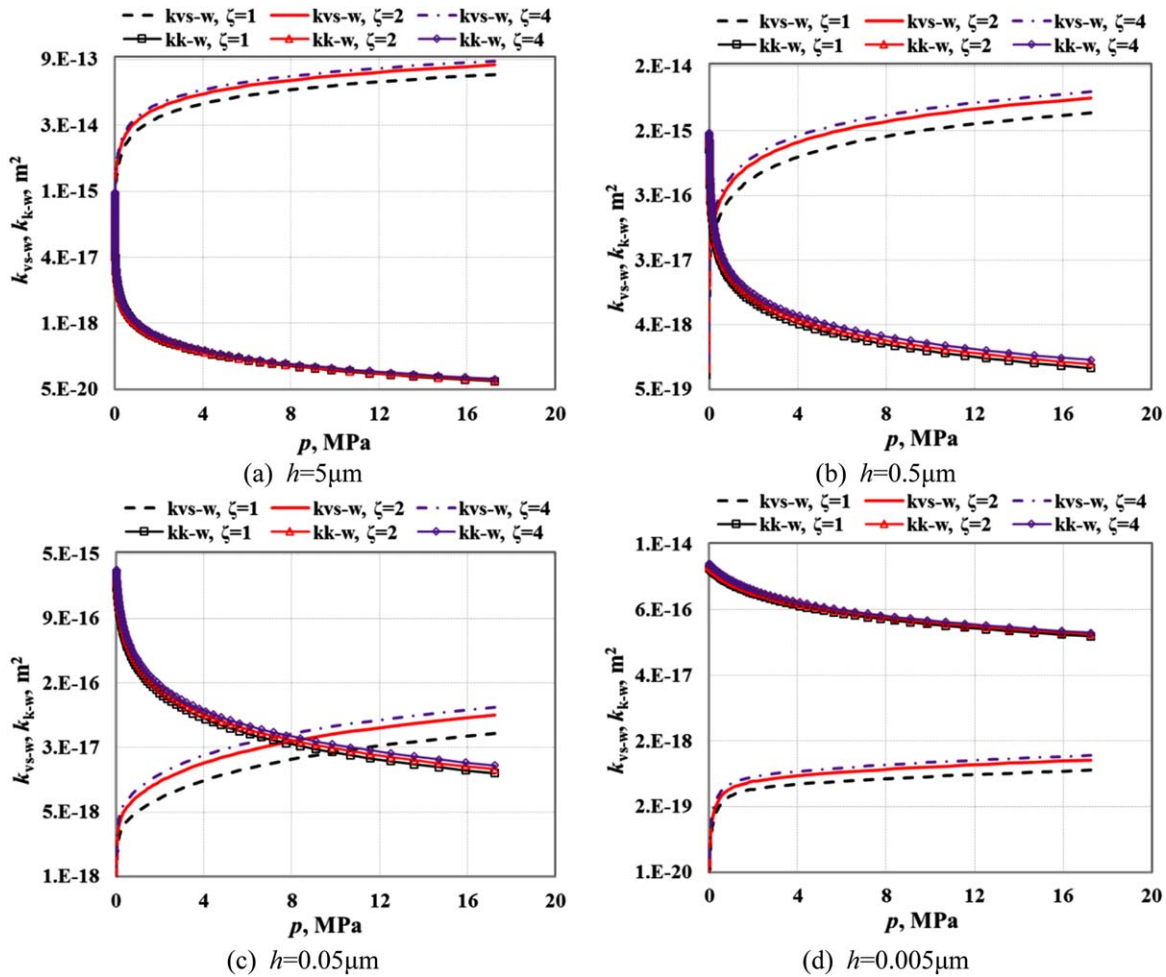 kvs-w, ζ=1 kvs-w, ζ=2 kvs-w, ζ=4
kk-w, ζ=1 kk-w, ζ=2 kk-w, ζ=4
9.E-13
3.E-14
1.E-15
4.E-17
1.E-18
5.E-20
kvs-w, kk-w, m²
0 4 8 12 16 20
p, MPa
(a) h=5μm
kvs-w, ζ=1 kvs-w, ζ=2 kvs-w, ζ=4
kk-w, ζ=1 kk-w, ζ=2 kk-w, ζ=4
2.E-14
2.E-15
3.E-16
3.E-17
4.E-18
5.E-19
kvs-w, kk-w, m²
0 4 8 12 16 20
p, MPa
(b) h=0.5μm
kvs-w, ζ=1 kvs-w, ζ=2 kvs-w, ζ=4
kk-w, ζ=1 kk-w, ζ=2 kk-w, ζ=4
5.E-15
9.E-16
2.E-16
3.E-17
5.E-18
1.E-18
kvs-w, kk-w, m²
0 4 8 12 16 20
p, MPa
(c) h=0.05μm
kvs-w, ζ=1 kvs-w, ζ=2 kvs-w, ζ=4
kk-w, ζ=1 kk-w, ζ=2 kk-w, ζ=4
1.E-14
6.E-16
4.E-17
2.E-18
2.E-19
1.E-20
kvs-w, kk-w, m²
0 4 8 12 16 20
p, MPa
(d) h=0.005μm